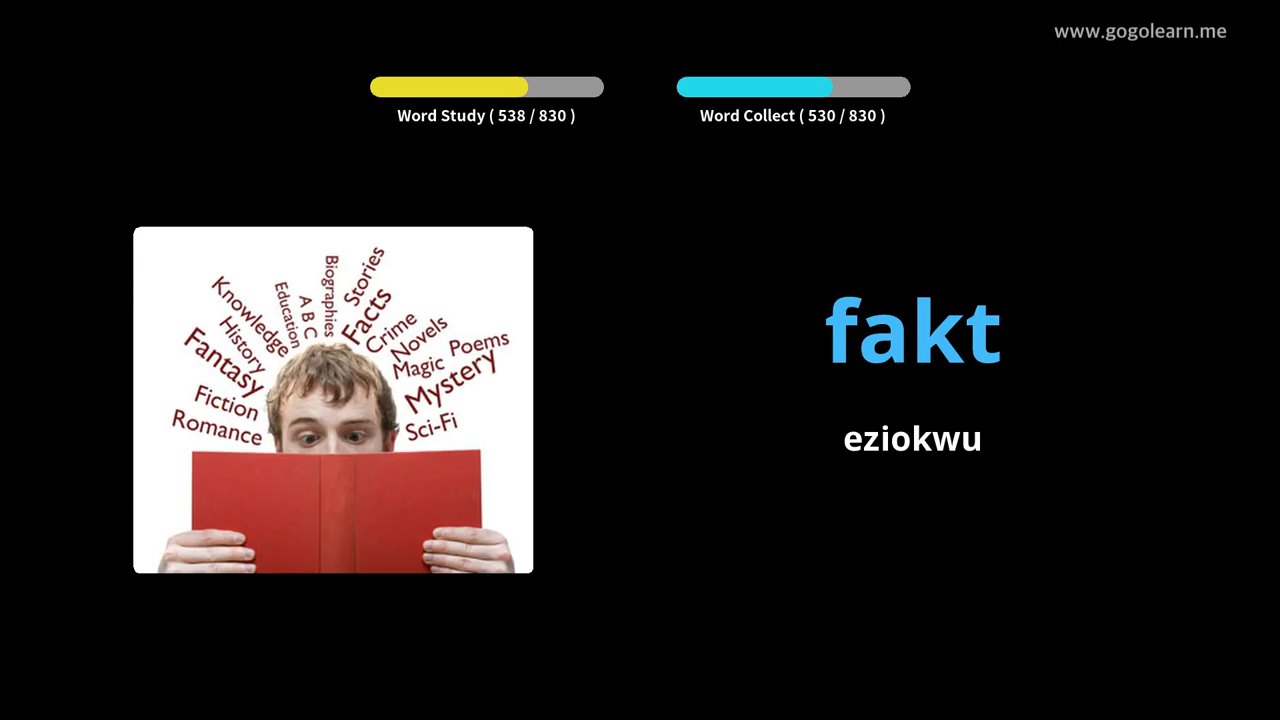 www.gogolearn.me
Word Study ( 538 / 830 )
Word Collect ( 530 / 830 )
Knowledge
Education
A B C
Biographies
Stories
Facts
History
Crime
Novels
Poems
Fantasy
Magic
Mystery
Fiction
Romance
Sci-Fi
fakt
eziokwu